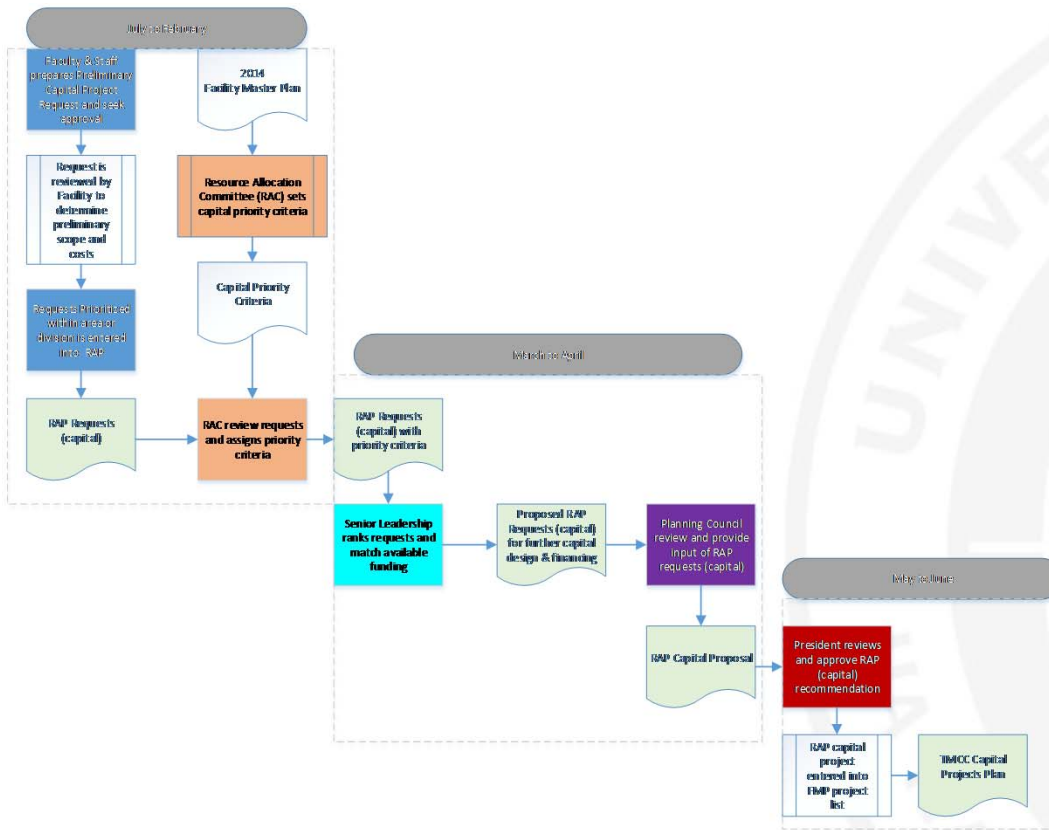 July to February
Faculty & Staff
prepares Preliminary
Capital Project
Request and seek
approval
2014
Facility Master Plan
Request is
reviewed by
Facility to
determine
preliminary
scope and
costs
Resource Allocation
Committee (RAC) sets
capital priority criteria
Requests Prioritized
within area or
division is entered
into RAP
Capital Priority
Criteria
RAP Requests
(capital)
RAC review requests
and assigns priority
criteria
March to April
RAP Requests
(capital) with
priority criteria
Senior Leadership
ranks requests and
match available
funding
Proposed RAP
Requests (capital)
for further capital
design & financing
Planning Council
review and provide
input of RAP
requests (capital)
RAP Capital Proposal
May to June
President reviews
and approve RAP
(capital)
recommendation
RAP capital
project
entered into
FMP project
list
TMCC Capital
Projects Plan